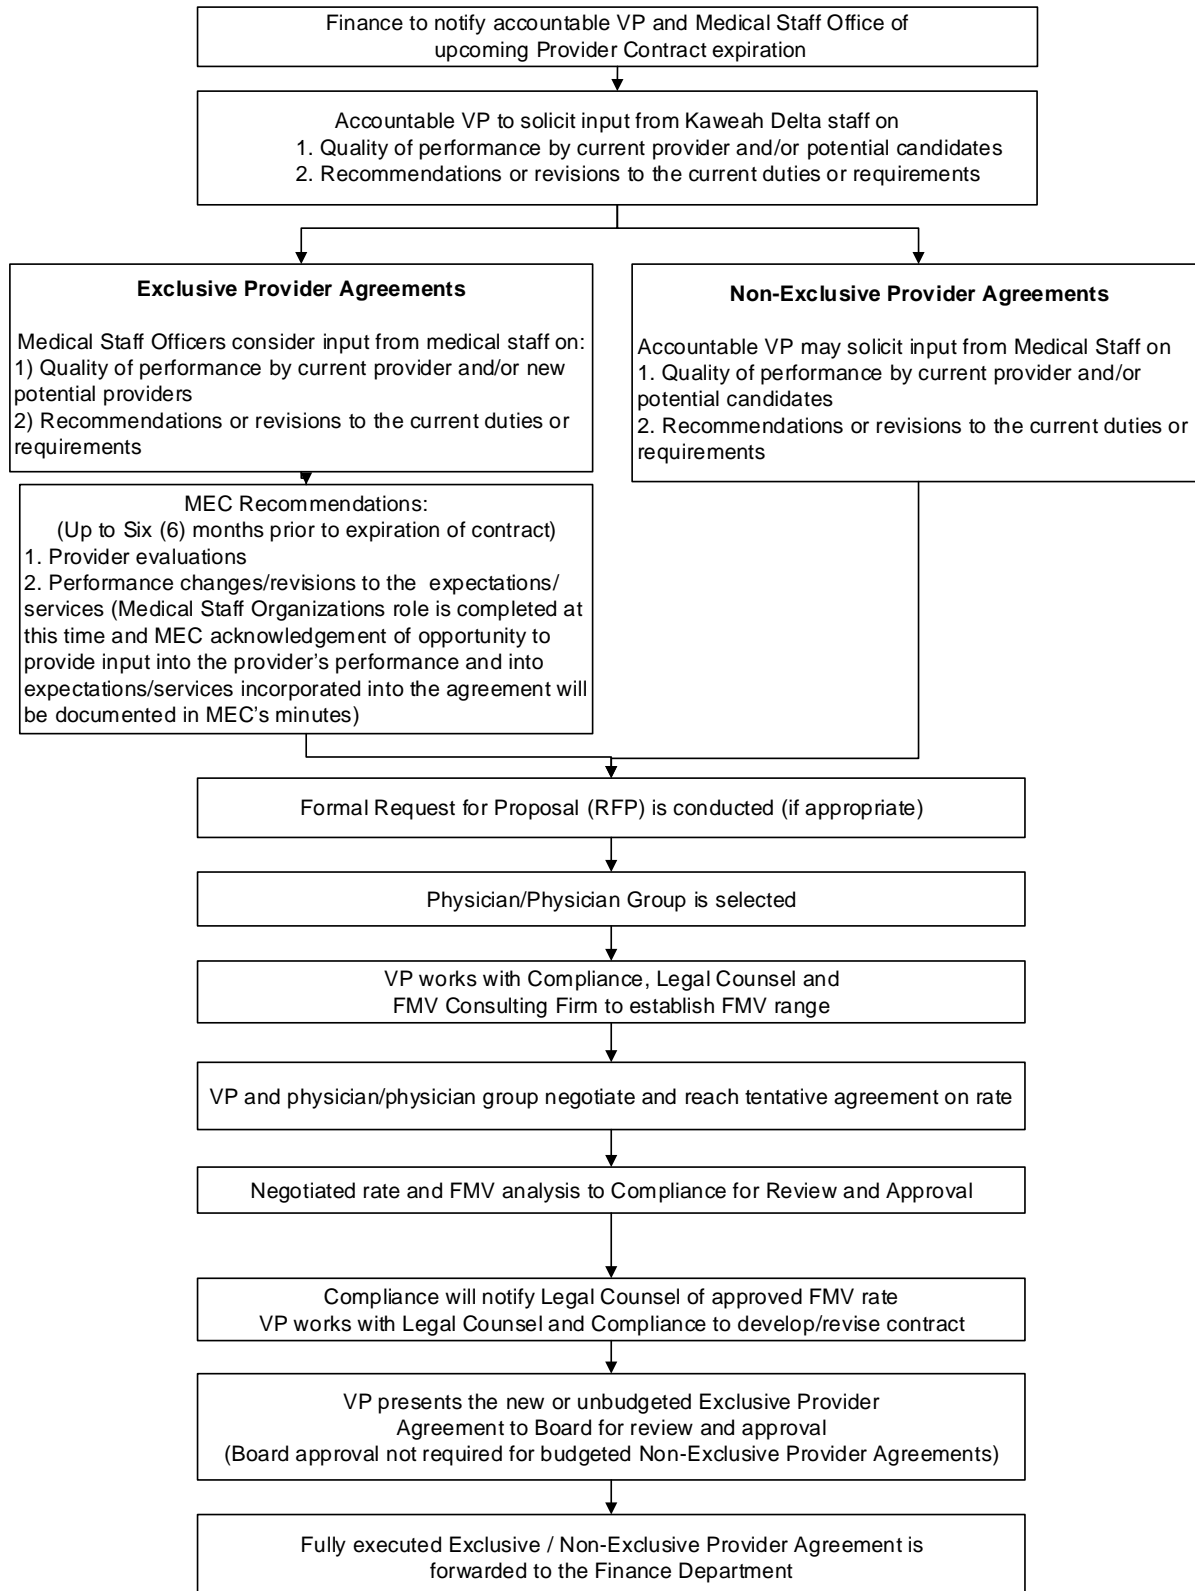 Finance to notify accountable VP and Medical Staff Office of
upcoming Provider Contract expiration
Accountable VP to solicit input from Kaweah Delta staff on
1. Quality of performance by current provider and/or potential candidates
2. Recommendations or revisions to the current duties or requirements
Exclusive Provider Agreements
Medical Staff Officers consider input from medical staff on:
1) Quality of performance by current provider and/or new
potential providers
2) Recommendations or revisions to the current duties or
requirements
Non-Exclusive Provider Agreements
Accountable VP may solicit input from Medical Staff on
1. Quality of performance by current provider and/or
potential candidates
2. Recommendations or revisions to the current duties or
requirements
MEC Recommendations:
(Up to Six (6) months prior to expiration of contract)
1. Provider evaluations
2. Performance changes/revisions to the expectations/
services (Medical Staff Organizations role is completed at
this time and MEC acknowledgement of opportunity to
provide input into the provider's performance and into
expectations/services incorporated into the agreement will
be documented in MEC's minutes)
Formal Request for Proposal (RFP) is conducted (if appropriate)
Physician/Physician Group is selected
VP works with Compliance, Legal Counsel and
FMV Consulting Firm to establish FMV range
VP and physician/physician group negotiate and reach tentative agreement on rate
Negotiated rate and FMV analysis to Compliance for Review and Approval
Compliance will notify Legal Counsel of approved FMV rate
VP works with Legal Counsel and Compliance to develop/revise contract
VP presents the new or unbudgeted Exclusive Provider
Agreement to Board for review and approval
(Board approval not required for budgeted Non-Exclusive Provider Agreements)
Fully executed Exclusive / Non-Exclusive Provider Agreement is
forwarded to the Finance Department